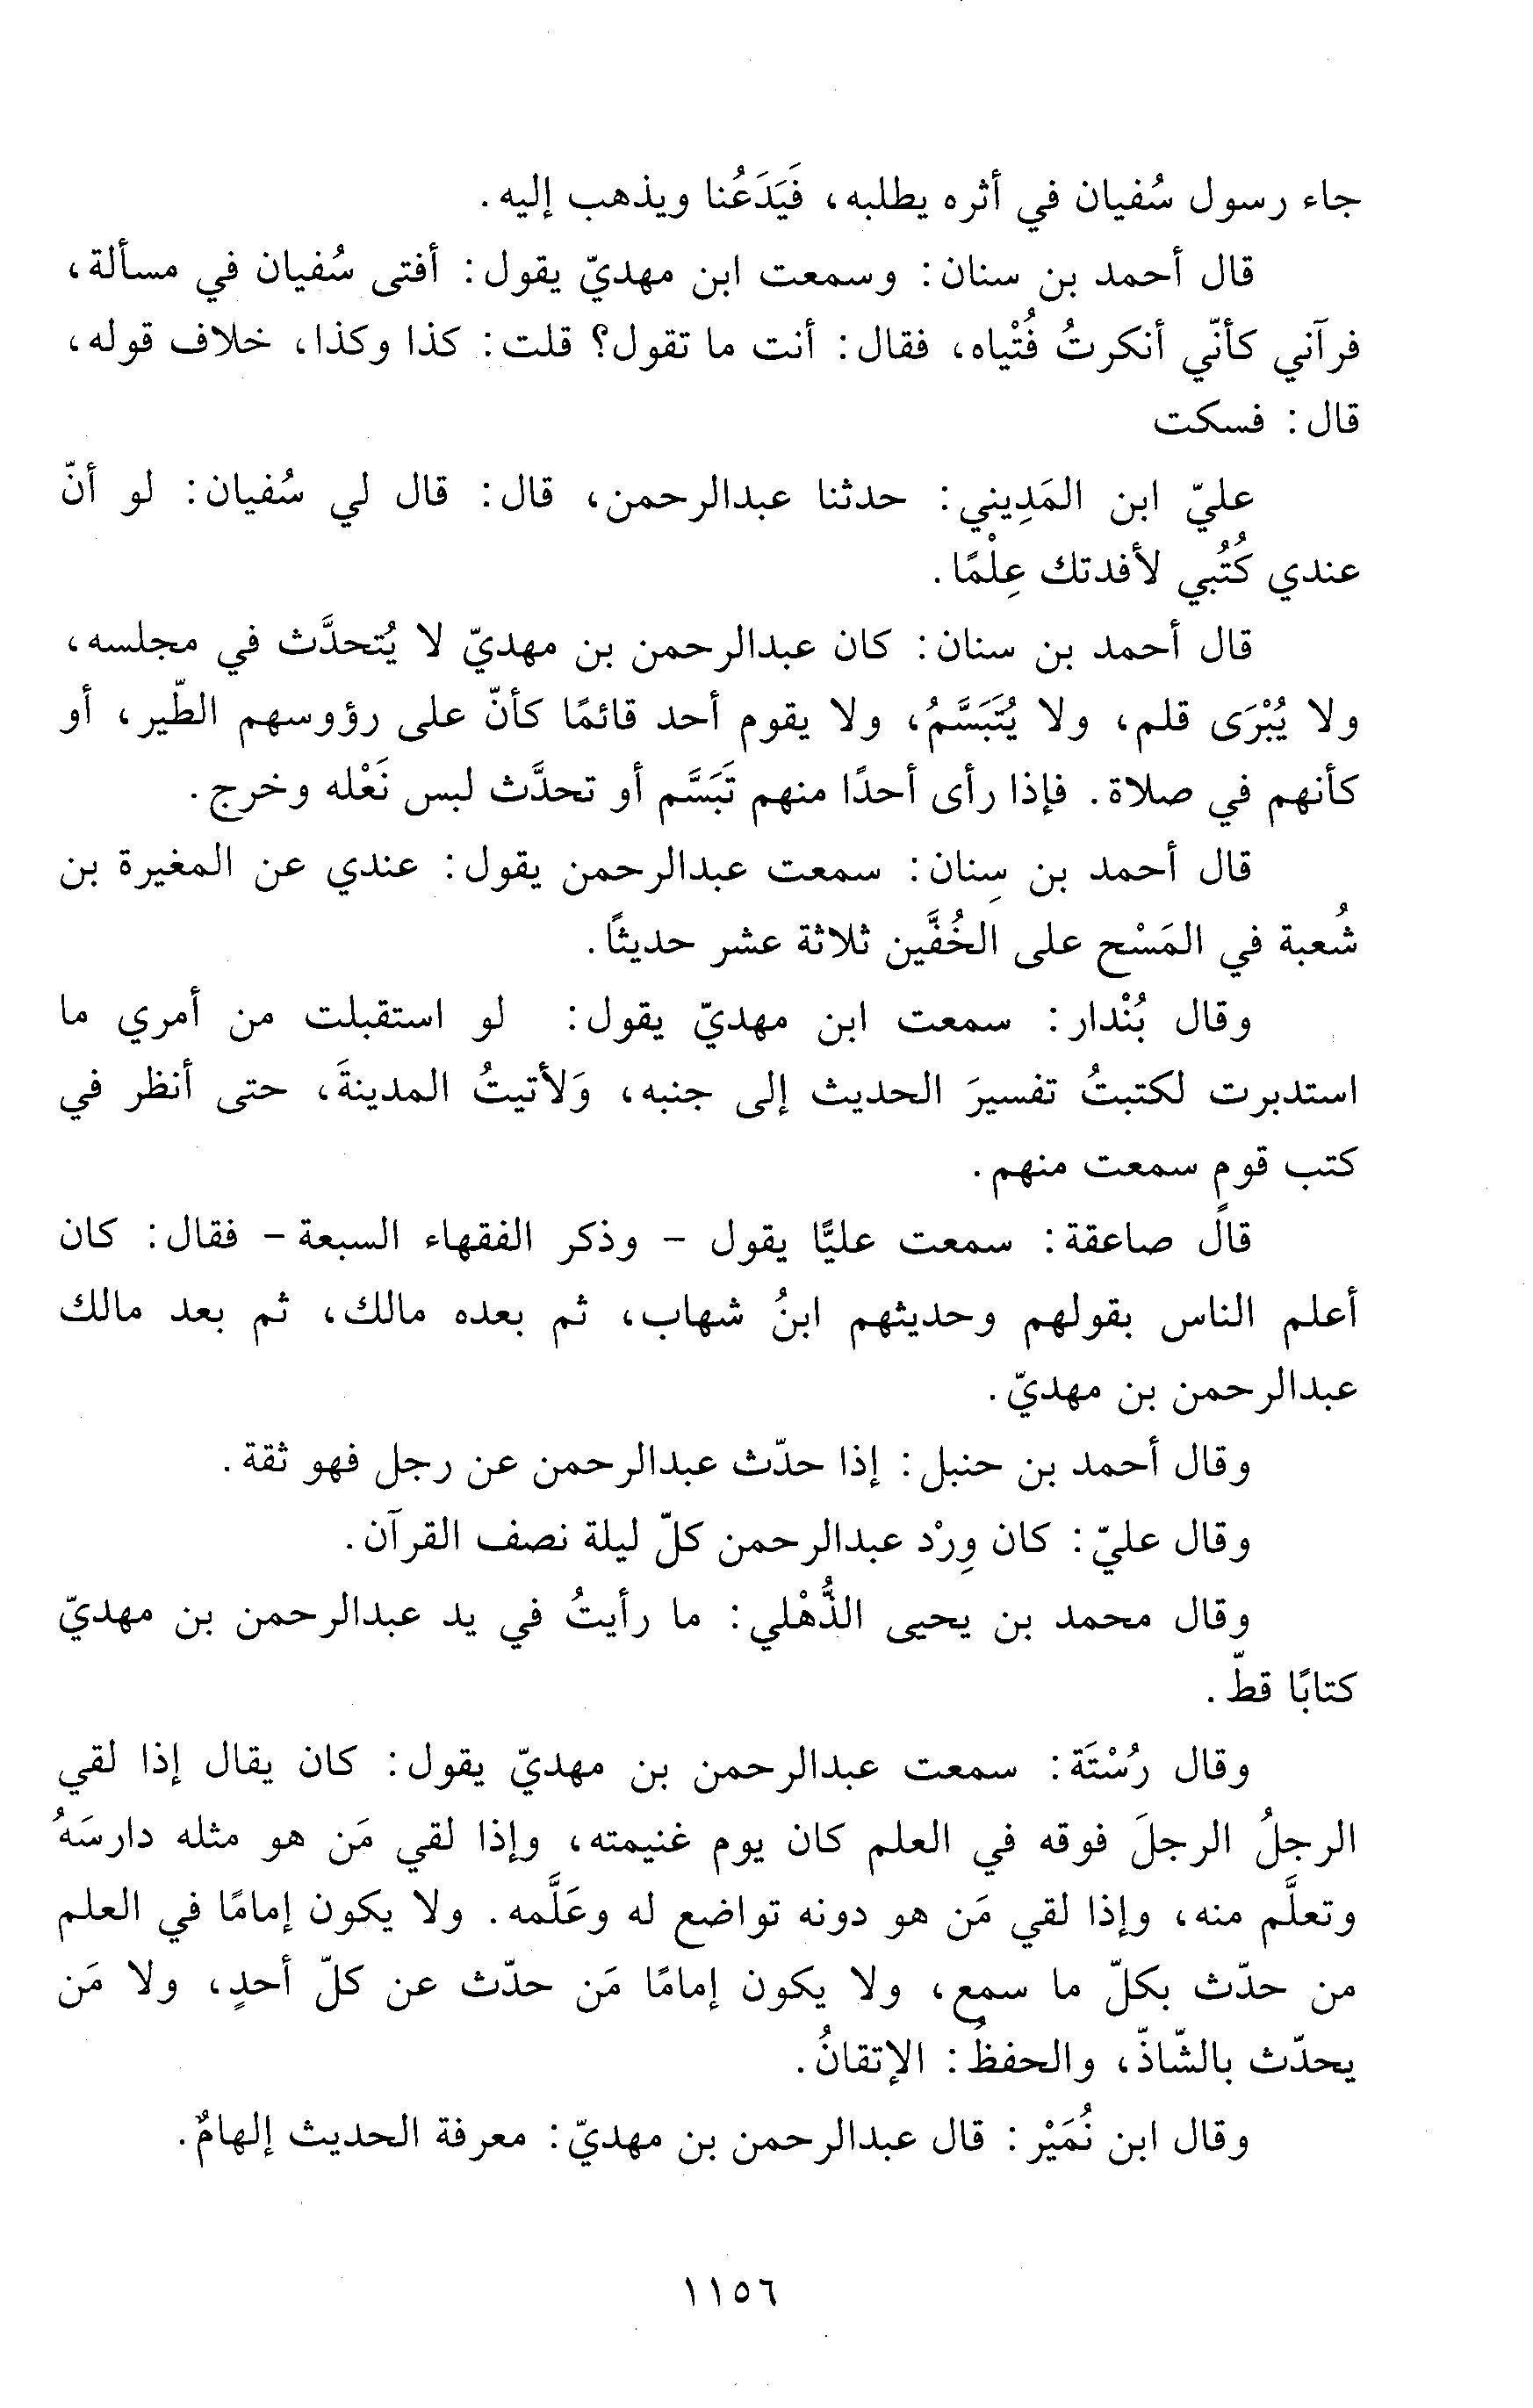 جاء رسول سُفيان في أثره يطلبه، فَيَدَعُنا ويذهب إليه.
قال أحمد بن سنان: وسمعت ابن مهديّ يقول: أفتى سُفيان في مسألة،
فرآني كأنّي أنكرتُ فُتْياه، فقال: أنت ما تقول؟ قلت: كذا وكذا، خلاف قوله،
قال: فسكت
عليّ ابن المَدِيني: حدثنا عبدالرحمن، قال: قال لي سُفيان: لو أنّ
عندي كُتُبي لأفدتك عِلْمًا.
قال أحمد بن سنان: كان عبدالرحمن بن مهديّ لا يُتحدَّث في مجلسه،
ولا يُبْرَى قلم، ولا يُتَبَسَّمُ، ولا يقوم أحد قائمًا كأنّ على رؤوسهم الطّير، أو
كأنهم في صلاة. فإذا رأى أحدًا منهم تَبَسَّم أو تحدَّث لبس نَعْله وخرج.
قال أحمد بن سِنان: سمعت عبدالرحمن يقول: عندي عن المغيرة بن
شُعبة في المَسْح على الخُفَّين ثلاثة عشر حديثًا.
وقال بُنْدار: سمعت ابن مهديّ يقول: لو استقبلت من أمري ما
استدبرت لكتبتُ تفسيرَ الحديث إلى جنبه، وَلأتيتُ المدينةَ، حتى أنظر في
كتب قومٍ سمعت منهم.
قال صاعقة: سمعت عليًّا يقول - وذكر الفقهاء السبعة - فقال: كان
أعلم الناس بقولهم وحديثهم ابنُ شهاب، ثم بعده مالك، ثم بعد مالك
عبدالرحمن بن مهديّ.
وقال أحمد بن حنبل: إذا حدّث عبدالرحمن عن رجل فهو ثقة.
وقال عليّ: كان وِرْد عبدالرحمن كلّ ليلة نصف القرآن.
وقال محمد بن يحيى الذُّهْلي: ما رأيتُ في يد عبدالرحمن بن مهديّ
كتابًا قطّ.
وقال رُسْتَة: سمعت عبدالرحمن بن مهديّ يقول: كان يقال إذا لقي
الرجلُ الرجلَ فوقه في العلم كان يوم غنيمته، وإذا لقي مَن هو مثله دارسَهُ
وتعلَّم منه، وإذا لقي مَن هو دونه تواضع له وعَلَّمه. ولا يكون إمامًا في العلم
من حدّث بكلّ ما سمع، ولا يكون إمامًا مَن حدّث عن كلّ أحدٍ، ولا مَن
يحدّث بالشّاذّ، والحفظُ: الإتقانُ.
وقال ابن نُمَيْر: قال عبدالرحمن بن مهديّ: معرفة الحديث إلهامٌ.
١١٥٦